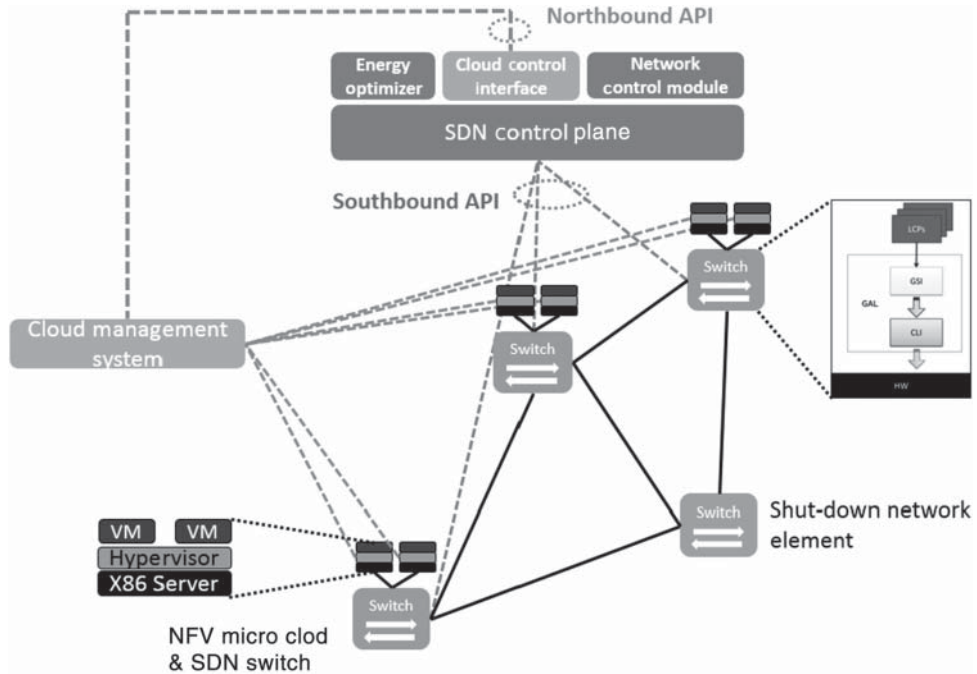 Northbound API
Energy
optimizer
Cloud control
interface
Network
control module
SDN control plane
Southbound API
Switch
LCPs
GSI
GAL
CLI
HW
Cloud management
system
Switch
Switch
Shut-down network
element
VM
VM
Hypervisor
X86 Server
Switch
NFV micro clod
& SDN switch